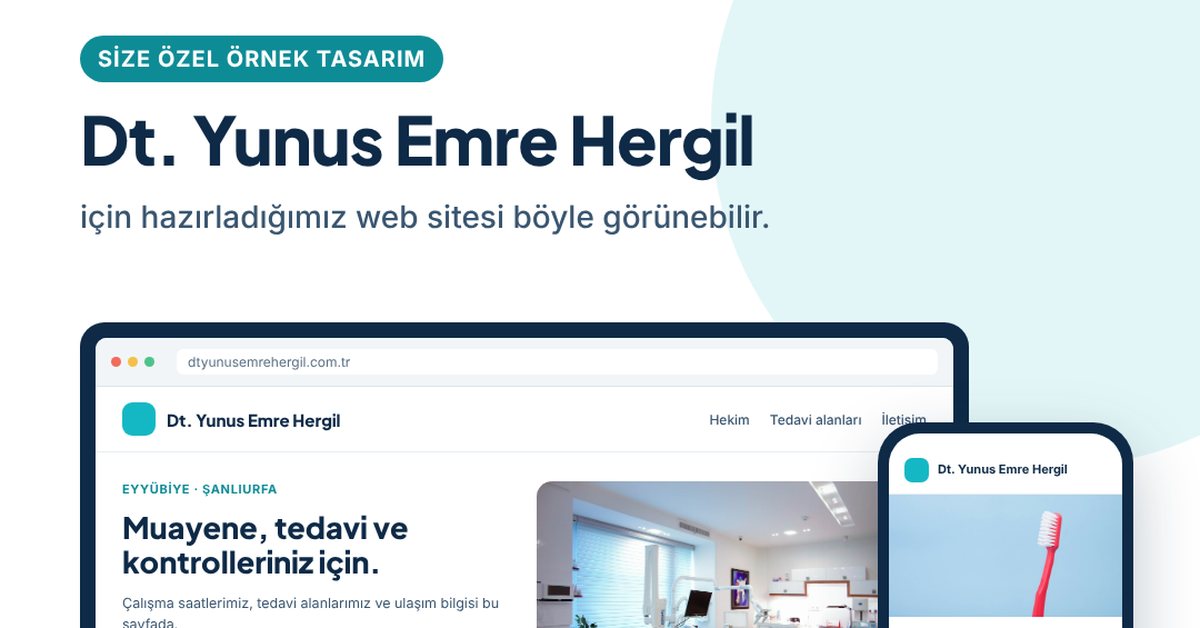 SİZE ÖZEL ÖRNEK TASARIM
Dt. Yunus Emre Hergil
için hazırladığımız web sitesi böyle görünebilir.
dtyunusemrehergil.com.tr
Dt. Yunus Emre Hergil
Hekim Tedavi alanları İletişim
Dt. Yunus Emre Hergil
EYYÜBİYE · ŞANLIURFA
Muayene, tedavi ve
kontrolleriniz için.
Çalışma saatlerimiz, tedavi alanlarımız ve ulaşım bilgisi bu
sayfada.